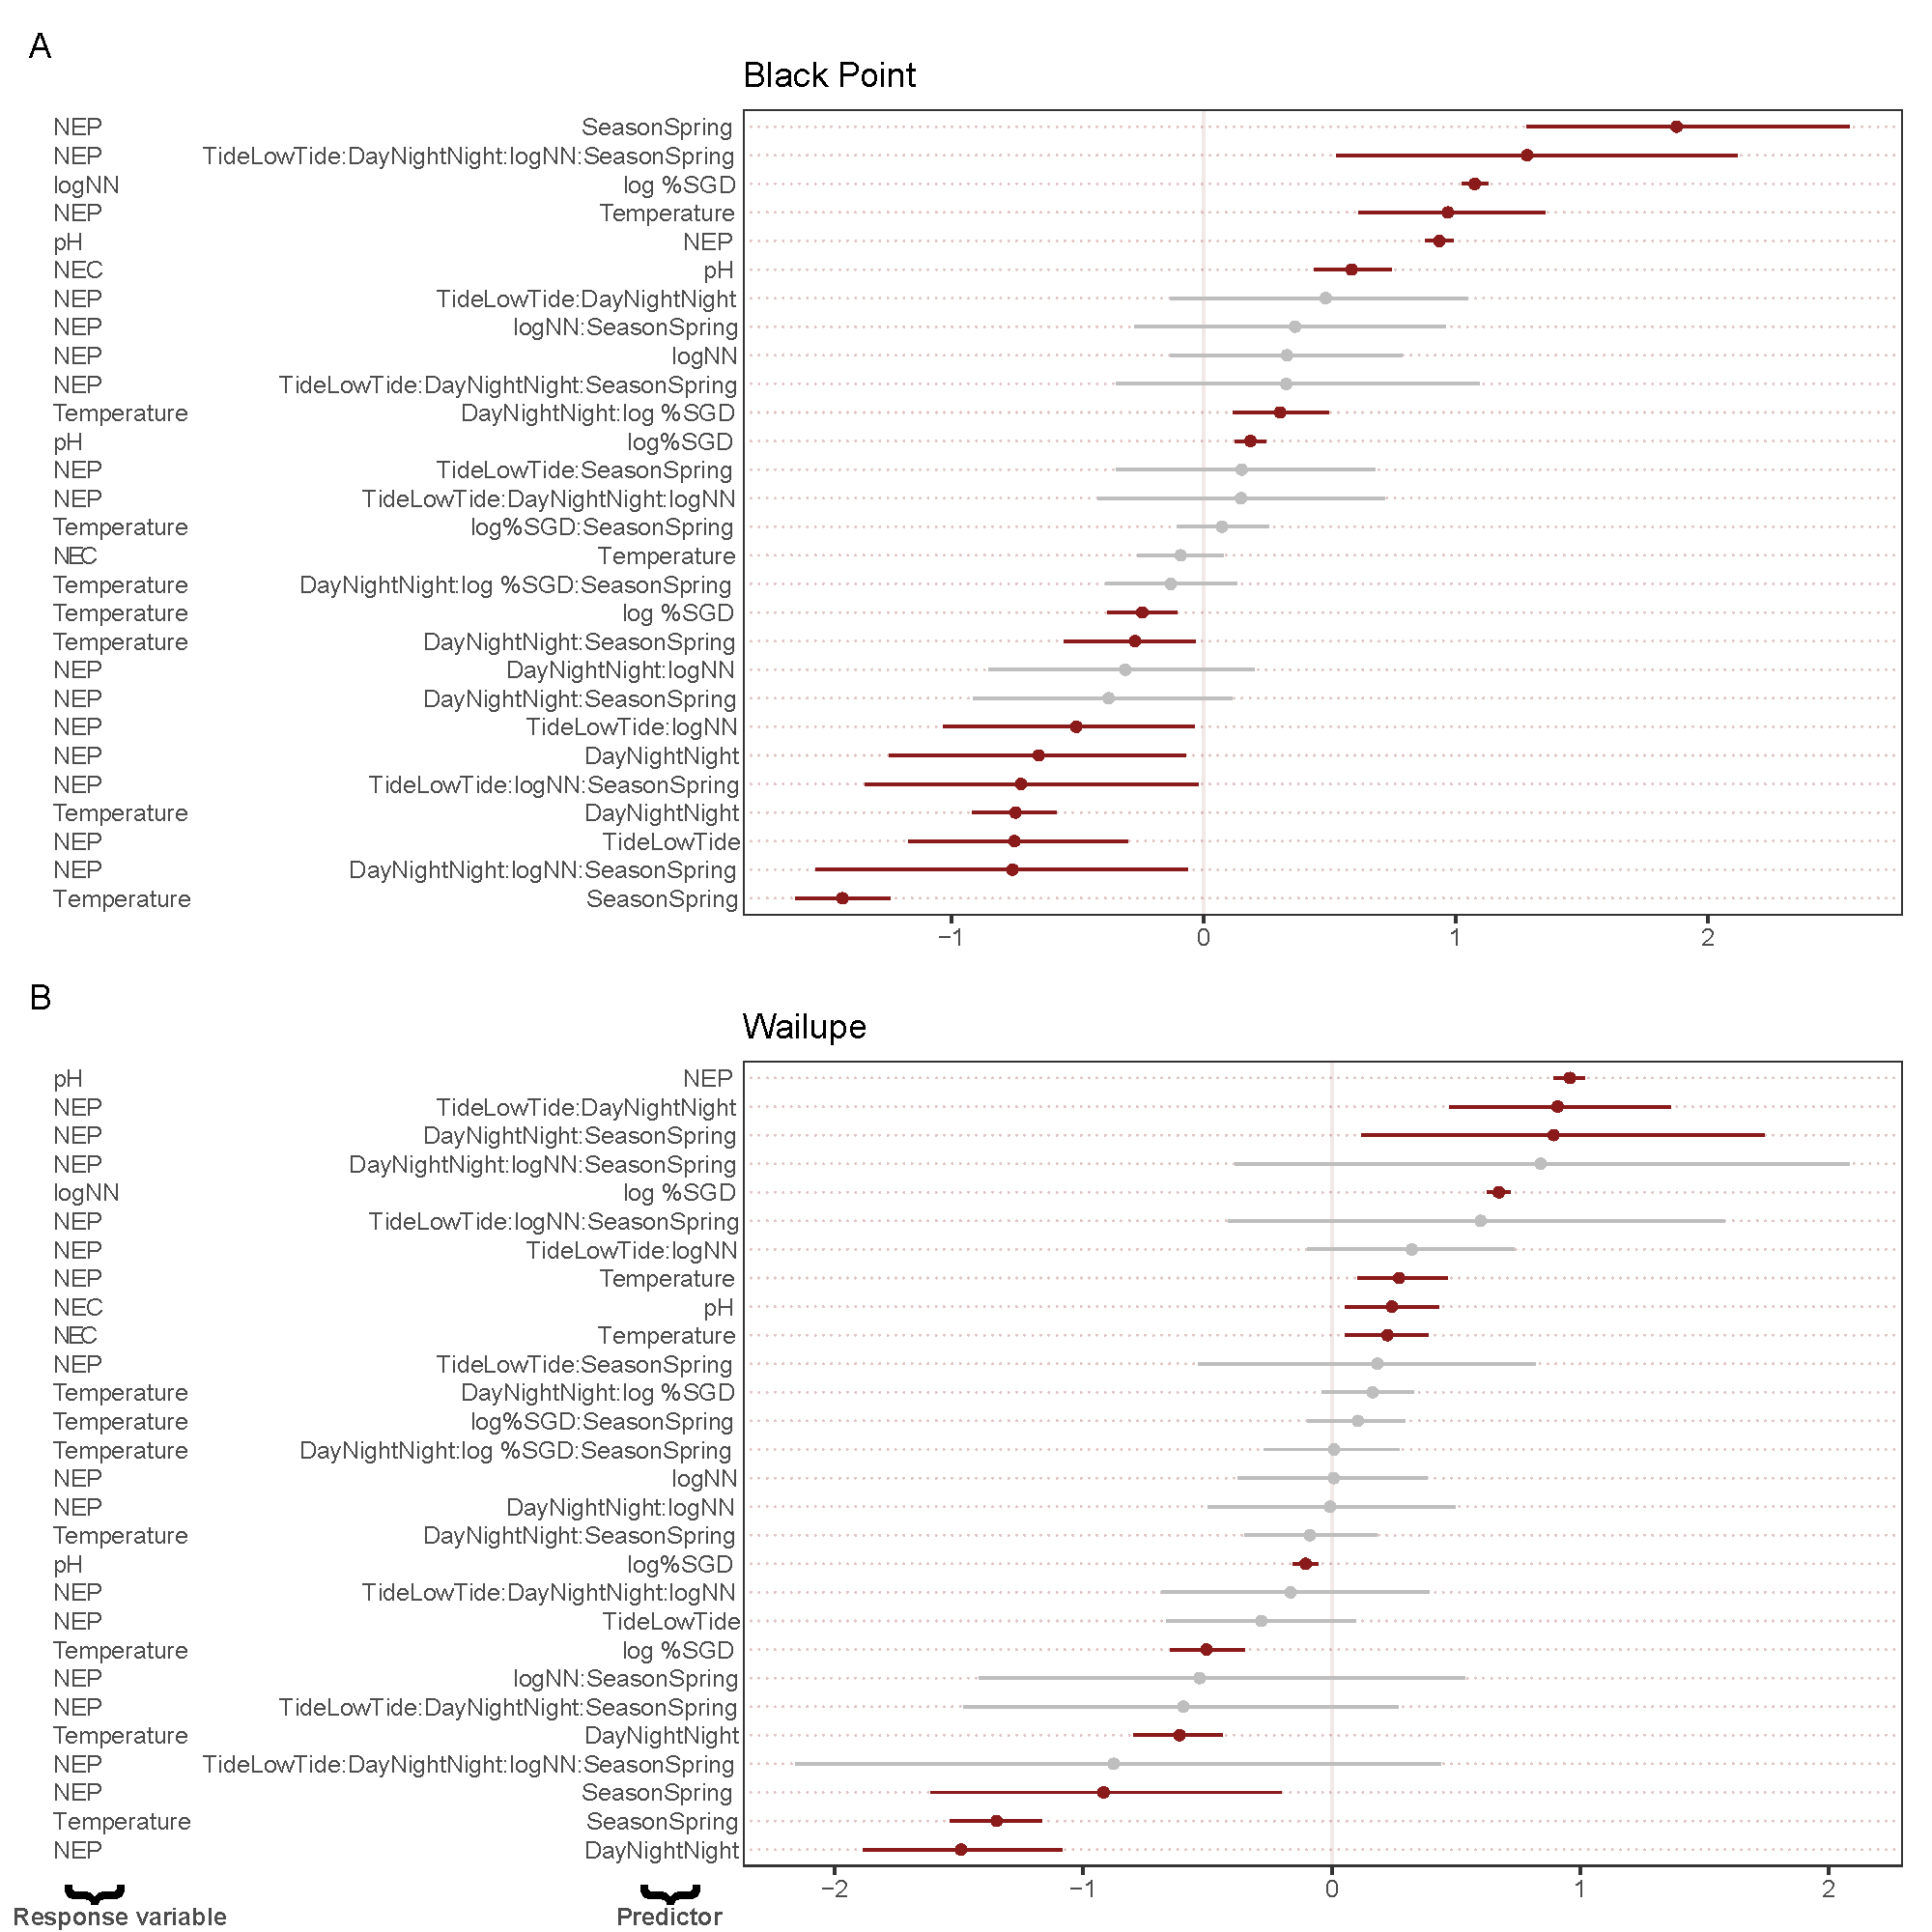 A
Black Point
NEP SeasonSpring
NEP TideLowTide:DayNightNight:logNN:SeasonSpring
logNN log %SGD
NEP Temperature
pH NEP
NEC pH
NEP TideLowTide:DayNightNight
NEP logNN:SeasonSpring
NEP logNN
NEP TideLowTide:DayNightNight:SeasonSpring
Temperature DayNightNight:log %SGD
pH log%SGD
NEP TideLowTide:SeasonSpring
NEP TideLowTide:DayNightNight:logNN
Temperature log%SGD:SeasonSpring
NEC Temperature
Temperature DayNightNight:log %SGD:SeasonSpring
Temperature log %SGD
Temperature DayNightNight:SeasonSpring
NEP DayNightNight:logNN
NEP DayNightNight:SeasonSpring
NEP TideLowTide:logNN
NEP DayNightNight
NEP TideLowTide:logNN:SeasonSpring
Temperature DayNightNight
NEP TideLowTide
NEP DayNightNight:logNN:SeasonSpring
Temperature SeasonSpring
−1 0 1 2
B
Wailupe
pH NEP
NEP TideLowTide:DayNightNight
NEP DayNightNight:SeasonSpring
NEP DayNightNight:logNN:SeasonSpring
logNN log %SGD
NEP TideLowTide:logNN:SeasonSpring
NEP TideLowTide:logNN
NEP Temperature
NEC pH
NEC Temperature
NEP TideLowTide:SeasonSpring
Temperature DayNightNight:log %SGD
Temperature log%SGD:SeasonSpring
Temperature DayNightNight:log %SGD:SeasonSpring
NEP logNN
NEP DayNightNight:logNN
Temperature DayNightNight:SeasonSpring
pH log%SGD
NEP TideLowTide:DayNightNight:logNN
NEP TideLowTide
Temperature log %SGD
NEP logNN:SeasonSpring
NEP TideLowTide:DayNightNight:SeasonSpring
Temperature DayNightNight
NEP TideLowTide:DayNightNight:logNN:SeasonSpring
NEP SeasonSpring
Temperature SeasonSpring
NEP DayNightNight
−2 −1 0 1 2
Response variable Predictor